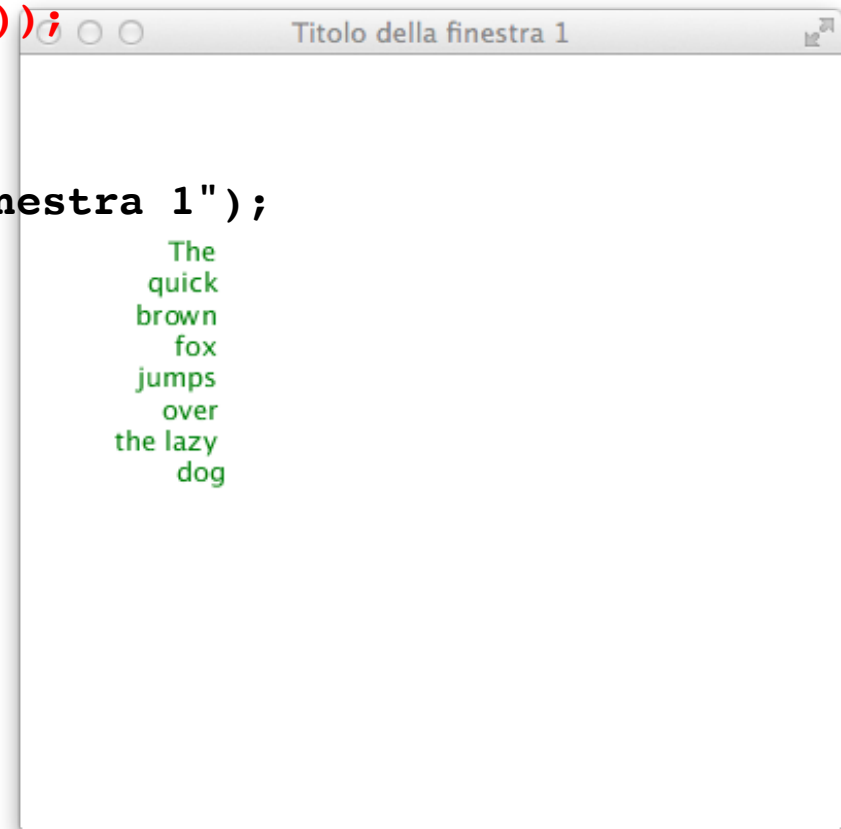 ));
Titolo della finestra 1
nestra 1");
The
quick
brown
fox
jumps
over
the lazy
dog